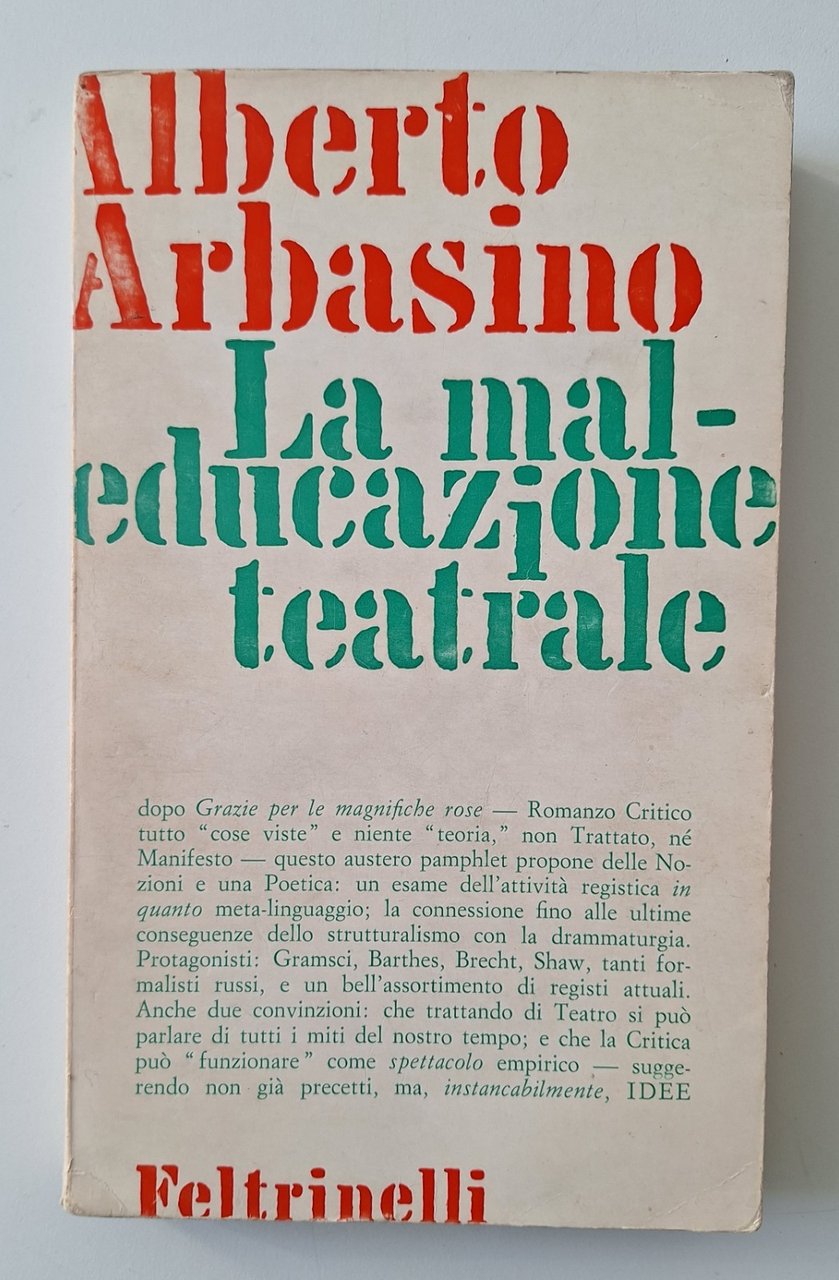 Alberto
Arbasino
La mal-
educazione
teatrale
dopo Grazie per le magnifiche rose — Romanzo Critico
tutto “cose viste” e niente “teoria,” non Trattato, né
Manifesto — questo austero pamphlet propone delle No-
zioni e una Poetica: un esame dell’attività registica in
quanto meta-linguaggio; la connessione fino alle ultime
conseguenze dello strutturalismo con la drammaturgia.
Protagonisti: Gramsci, Barthes, Brecht, Shaw, tanti for-
malisti russi, e un bell’assortimento di registi attuali.
Anche due convinzioni: che trattando di Teatro si può
parlare di tutti i miti del nostro tempo; e che la Critica
può “funzionare” come spettacolo empirico — sugge-
rendo non già precetti, ma, instancabilmente, IDEE
Feltrinelli